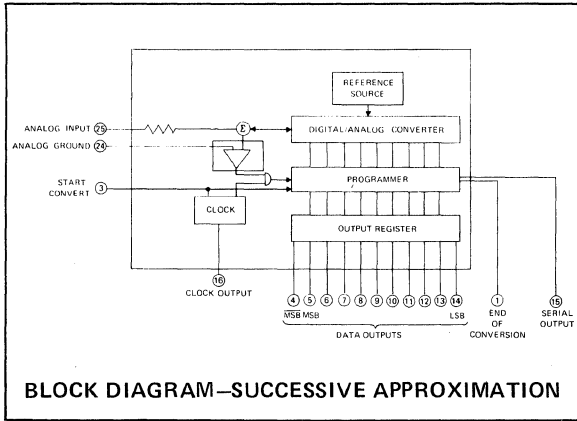 REFERENCE
SOURCE
ANALOG INPUT 25
Σ
DIGITAL/ANALOG CONVERTER
ANALOG GROUND 24
START
CONVERT 3
PROGRAMMER
CLOCK
OUTPUT REGISTER
16
CLOCK OUTPUT
4 5 6 7 8 9 10 11 12 13 14 1 15
MSB MSB LSB
END
OF
CONVERSION
SERIAL
OUTPUT
DATA OUTPUTS
BLOCK DIAGRAM—SUCCESSIVE APPROXIMATION